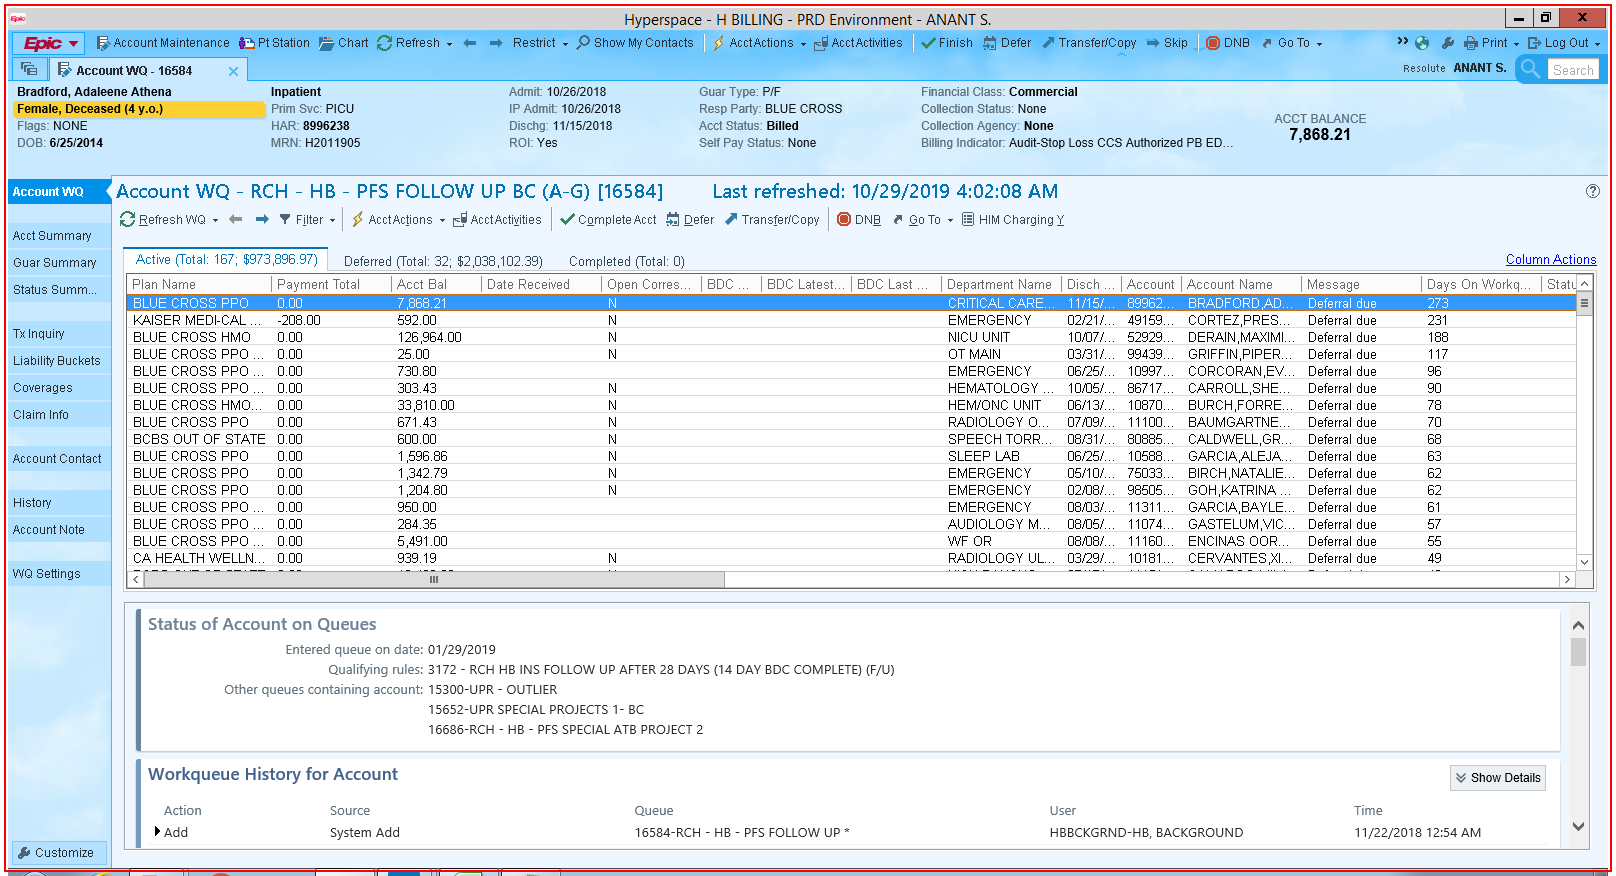 Epic
Hyperspace - H BILLING - PRD Environment - ANANT S.
Epic Account Maintenance Pt Station Chart Refresh Restrict Show My Contacts AcctActions AcctActivities Finish Defer Transfer/Copy Skip DNB Go To Print Log Out
Account WQ - 16584
Resolute ANANT S. Search
Bradford, Adaleene Athena Inpatient Admit: 10/26/2018 Guar Type: P/F Financial Class: Commercial
Female, Deceased (4 y.o.) Prim Svc: PICU IP Admit: 10/26/2018 Resp Party: BLUE CROSS Collection Status: None
ACCT BALANCE
Flags: NONE HAR: 8996238 Dischg: 11/15/2018 Acct Status: Billed Collection Agency: None
7,868.21
DOB: 6/25/2014 MRN: H2011905 ROI: Yes Self Pay Status: None Billing Indicator: Audit-Stop Loss CCS Authorized PB ED...
Account WQ
Acct Summary
Guar Summary
Status Summ...
Tx Inquiry
Liability Buckets
Coverages
Claim Info
Account Contact
History
Account Note
WQ Settings
Customize
Account WQ - RCH - HB - PFS FOLLOW UP BC (A-G) [16584] Last refreshed: 10/29/2019 4:02:08 AM
Refresh WQ Filter AcctActions AcctActivities Complete Acct Defer Transfer/Copy DNB Go To HIM Charging Y
Active (Total: 167; $973,896.97) Deferred (Total: 32; $2,038,102.39) Completed (Total: 0) Column Actions
Plan Name Payment Total Acct Bal Date Received Open Corres... BDC ... BDC Latest... BDC Last ... Department Name Disch ... Account Account Name Message Days On Workq... Statu
BLUE CROSS PPO 0.00 7,868.21 N CRITICAL CARE... 11/15/... 89962... BRADFORD,AD... Deferral due 273
KAISER MEDI-CAL ... -208.00 592.00 N EMERGENCY 02/21/... 49159... CORTEZ,PRES... Deferral due 231
BLUE CROSS HMO 0.00 126,964.00 N NICU UNIT 10/07/... 52929... DERAIN,MAXIMI... Deferral due 188
BLUE CROSS PPO ... 0.00 25.00 N OT MAIN 03/31/... 99439... GRIFFIN,PIPER... Deferral due 117
BLUE CROSS PPO ... 0.00 730.80 EMERGENCY 06/25/... 10997... CORCORAN,EV... Deferral due 96
BLUE CROSS PPO 0.00 303.43 N HEMATOLOGY ... 10/05/... 86717... CARROLL,SHE... Deferral due 90
BLUE CROSS HMO... 0.00 33,810.00 N HEM/ONC UNIT 06/13/... 10870... BURCH,FORRE... Deferral due 78
BLUE CROSS PPO 0.00 671.43 N RADIOLOGY O... 07/09/... 11100... BAUMGARTNE... Deferral due 70
BCBS OUT OF STATE 0.00 600.00 N SPEECH TORR... 08/31/... 80885... CALDWELL,GR... Deferral due 68
BLUE CROSS PPO 0.00 1,596.86 N SLEEP LAB 06/25/... 10588... GARCIA,ALEJA... Deferral due 63
BLUE CROSS PPO 0.00 1,342.79 N EMERGENCY 05/10/... 75033... BIRCH,NATALIE... Deferral due 62
BLUE CROSS PPO 0.00 1,204.80 N EMERGENCY 02/08/... 98505... GOH,KATRINA ... Deferral due 62
BLUE CROSS PPO ... 0.00 950.00 EMERGENCY 08/03/... 11311... GARCIA,BAYLE... Deferral due 61
BLUE CROSS PPO ... 0.00 284.35 AUDIOLOGY M... 08/05/... 11074... GASTELUM,VIC... Deferral due 57
BLUE CROSS PPO ... 0.00 5,491.00 WF OR 08/08/... 11160... ENCINAS OOR... Deferral due 55
CA HEALTH WELLN... 0.00 939.19 N RADIOLOGY UL... 03/29/... 10181... CERVANTES,XI... Deferral due 49
Status of Account on Queues
Entered queue on date: 01/29/2019
Qualifying rules: 3172 - RCH HB INS FOLLOW UP AFTER 28 DAYS (14 DAY BDC COMPLETE) (F/U)
Other queues containing account: 15300-UPR - OUTLIER
15652-UPR SPECIAL PROJECTS 1- BC
16686-RCH - HB - PFS SPECIAL ATB PROJECT 2
Workqueue History for Account Show Details
Action Source Queue User Time
Add System Add 16584-RCH - HB - PFS FOLLOW UP * HBBCKGRND-HB, BACKGROUND 11/22/2018 12:54 AM